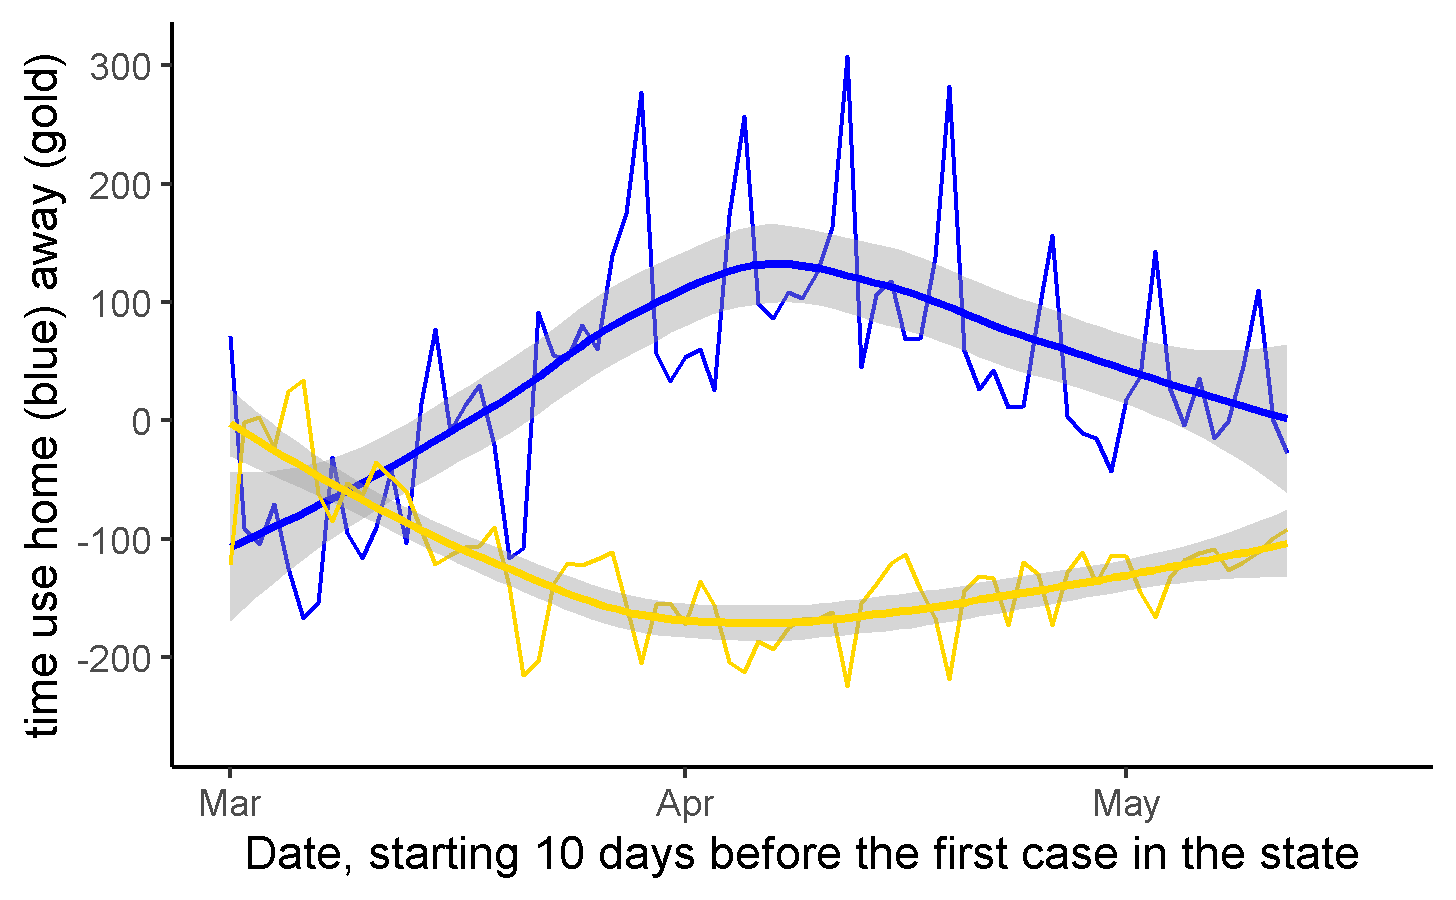 time use home (blue) away (gold)
300
200
100
0
-100
-200
Mar Apr May
Date, starting 10 days before the first case in the state